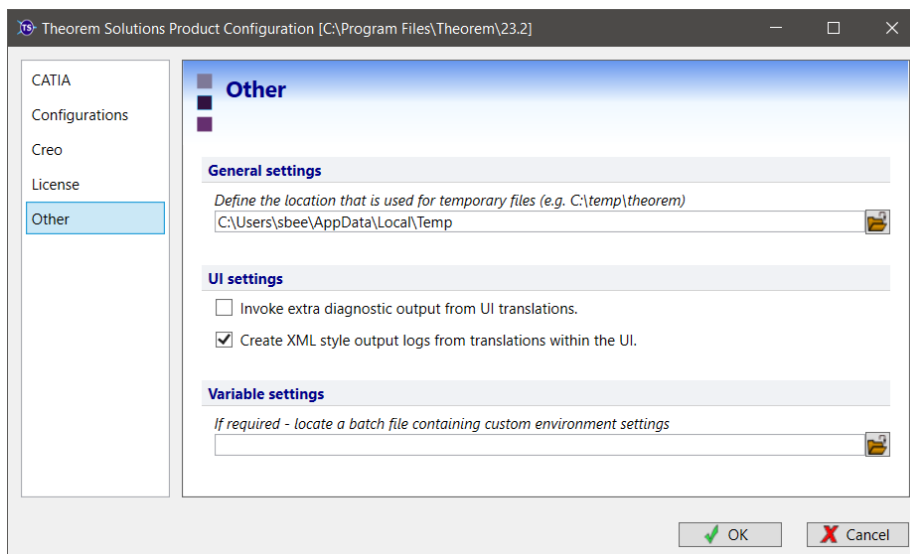 TS Theorem Solutions Product Configuration [C:\Program Files\Theorem\23.2]
CATIA
Configurations
Creo
License
Other
Other
General settings
Define the location that is used for temporary files (e.g. C:\temp\theorem)
C:\Users\sbee\AppData\Local\Temp
UI settings
Invoke extra diagnostic output from UI translations.
Create XML style output logs from translations within the UI.
Variable settings
If required - locate a batch file containing custom environment settings
OK
Cancel